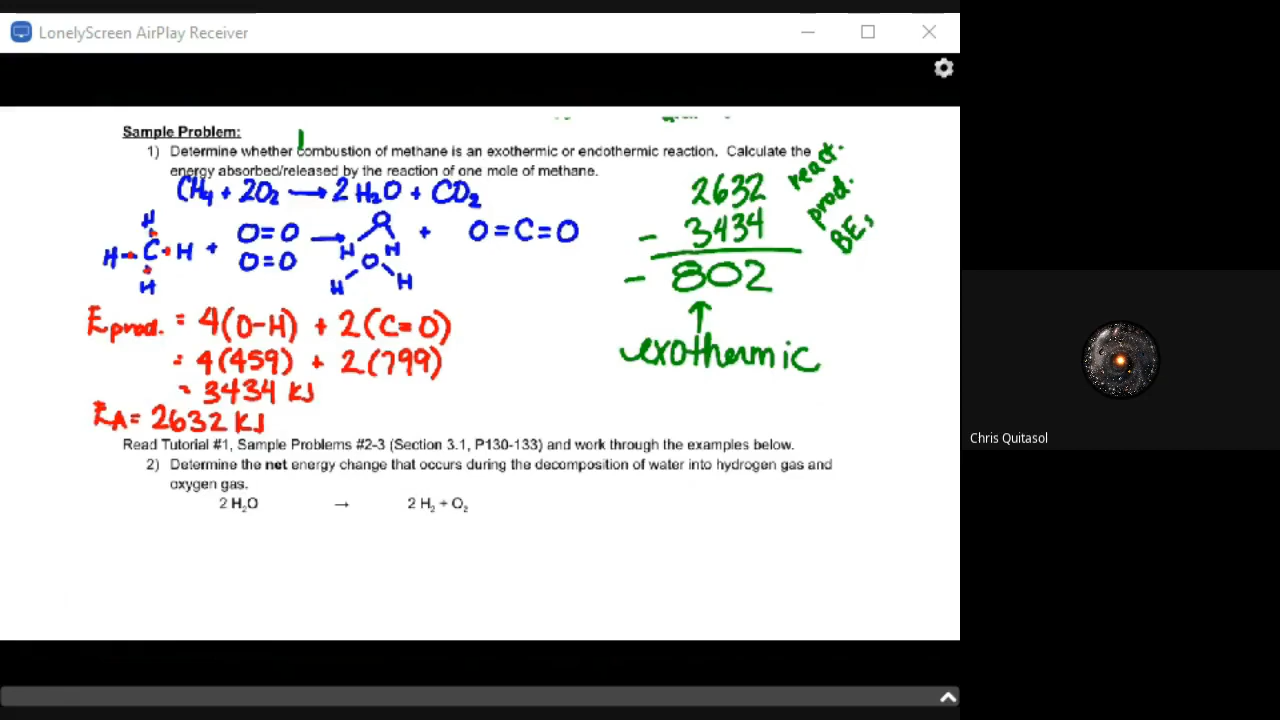 LonelyScreen AirPlay Receiver
Sample Problem:
1) Determine whether combustion of methane is an exothermic or endothermic reaction. Calculate the
energy absorbed/released by the reaction of one mole of methane.
CH4 + 2O2 → 2 H2O + CO2
H
H C H + O=O → O + O=C=O
O=O H H
H O
H H
2632 react.
- 3434 prod.
BEs
- 802
↑
exothermic
Eprod. = 4(O-H) + 2(C=O)
= 4(459) + 2(799)
= 3434 KJ
EA = 2632 KJ
Read Tutorial #1, Sample Problems #2-3 (Section 3.1, P130-133) and work through the examples below.
2) Determine the net energy change that occurs during the decomposition of water into hydrogen gas and
oxygen gas.
2 H2O → 2 H2 + O2
Chris Quitasol